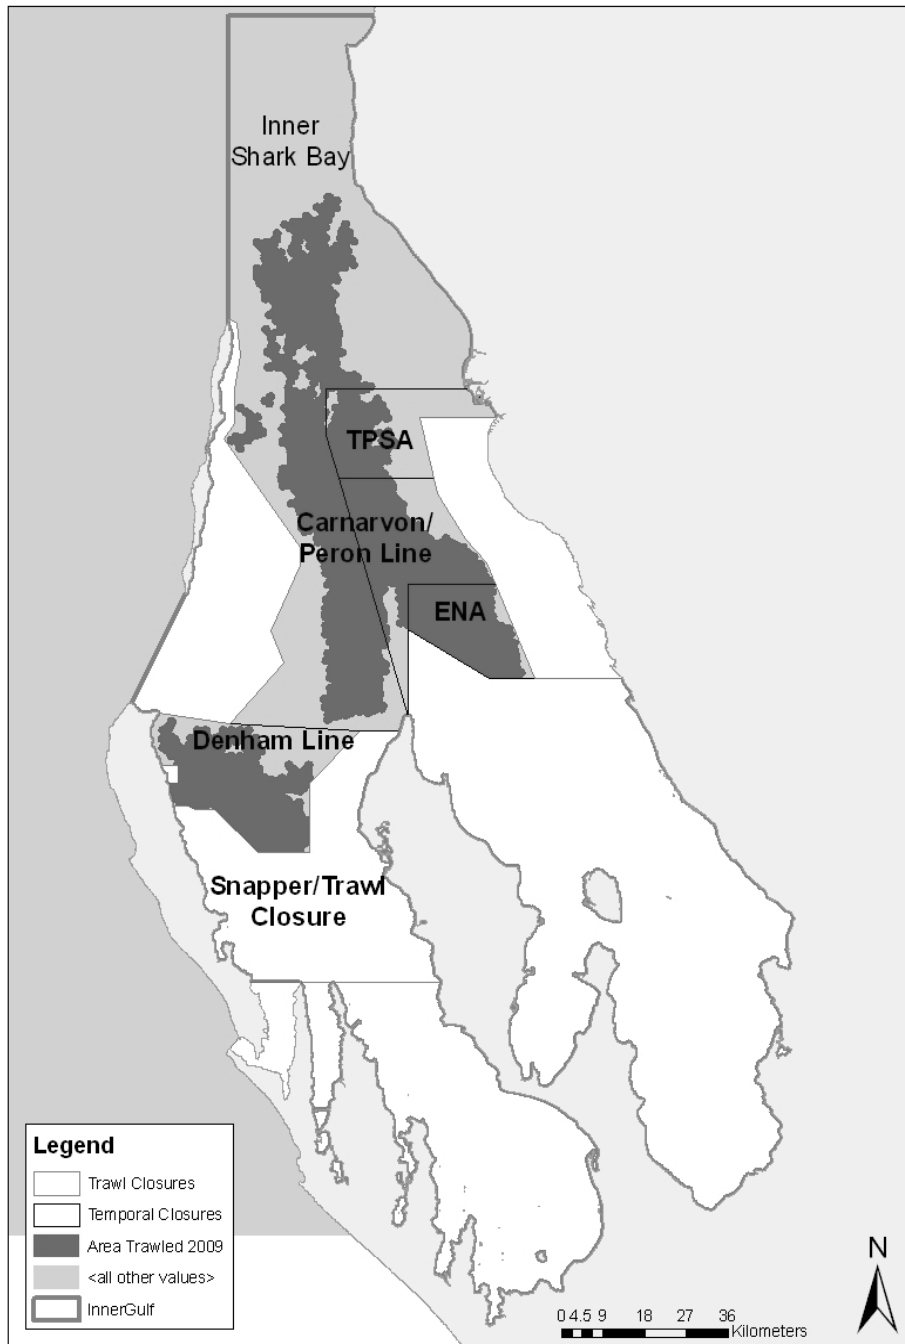 Inner
Shark Bay
TPSA
Carnarvon/
Peron Line
ENA
Denham Line
Snapper/Trawl
Closure
Legend
Trawl Closures
Temporal Closures
Area Trawled 2009
<all other values>
InnerGulf
N
0 4.5 9 18 27 36
Kilometers